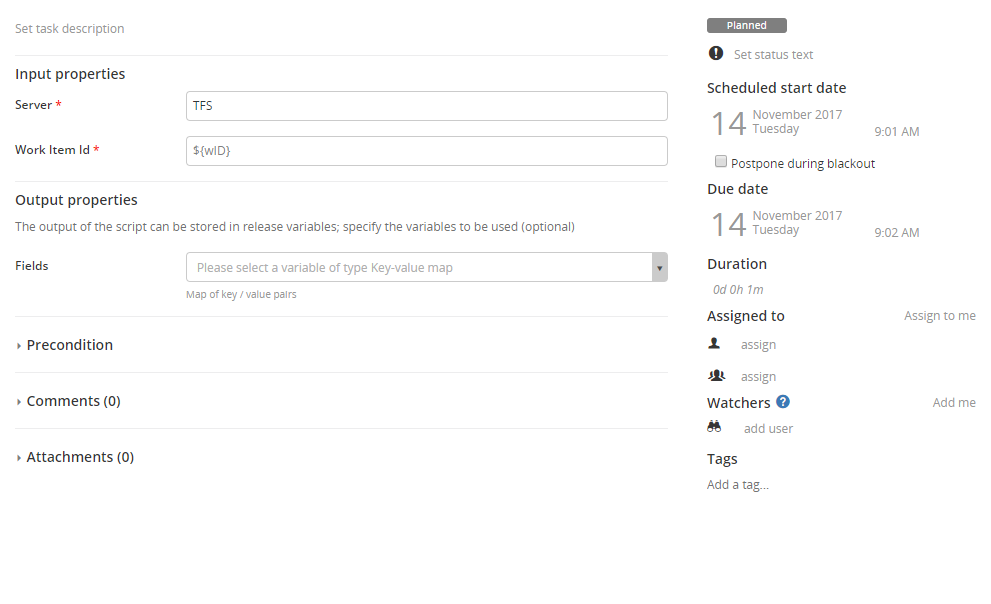 Set task description
Input properties
Server *
TFS
Work Item Id *
${wID}
Output properties
The output of the script can be stored in release variables; specify the variables to be used (optional)
Fields
Please select a variable of type Key-value map
Map of key / value pairs
Precondition
Comments (0)
Attachments (0)
Planned
Set status text
Scheduled start date
14
November 2017
Tuesday
9:01 AM
Postpone during blackout
Due date
14
November 2017
Tuesday
9:02 AM
Duration
0d 0h 1m
Assigned to
Assign to me
assign
assign
Watchers ?
Add me
add user
Tags
Add a tag...